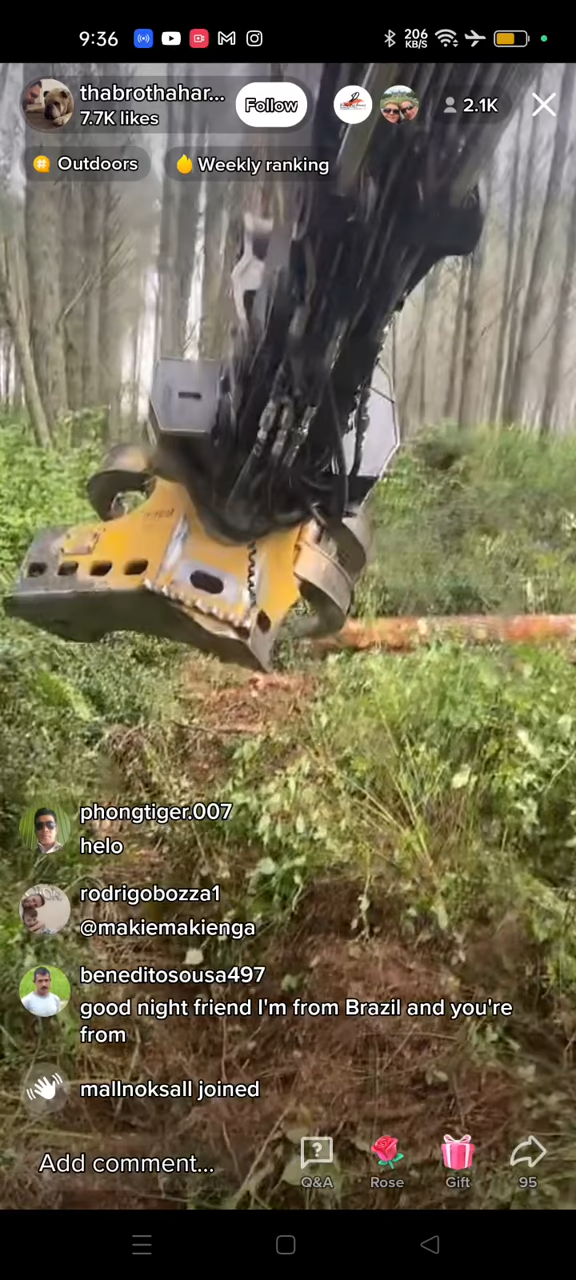 9:36
206
KB/S
thabrothahar...
7.7K likes
Follow
2.1K
Outdoors
Weekly ranking
phongtiger.007
helo
rodrigobozza1
@makiemakienga
beneditosousa497
good night friend I'm from Brazil and you're
from
mallnoksall joined
Add comment...
Q&A
Rose
Gift
95